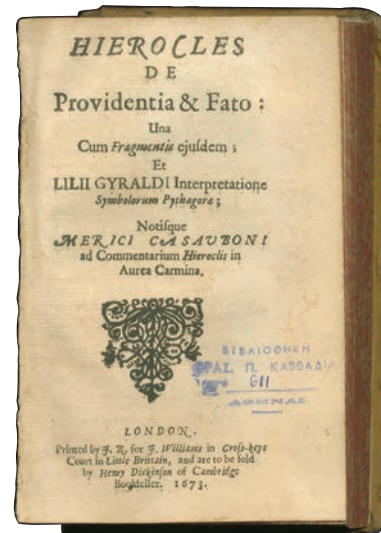 HIEROCLES
DE
Providentia & Fato:
Una
Cum Fragmentis ejusdem;
Et
LILII GYRALDI Interpretatione
Symbolorum Pythagoræ;
Notisque
MERICI CASAUBONI
ad Commentarium Hieroclis in
Aurea Carmina.
ΒΙΒΛΙΟΘΗΚΗ
ΘΡΑΣ. Π. ΚΑΒΒΑΔΙΑ
611
ΑΘΗΝΑΙ
LONDON,
Printed by J. R. for J. Williams in Cross-keys
Court in Little Brittain, and are to be sold
by Henry Dickinson of Cambridge
Bookseller. 1673.